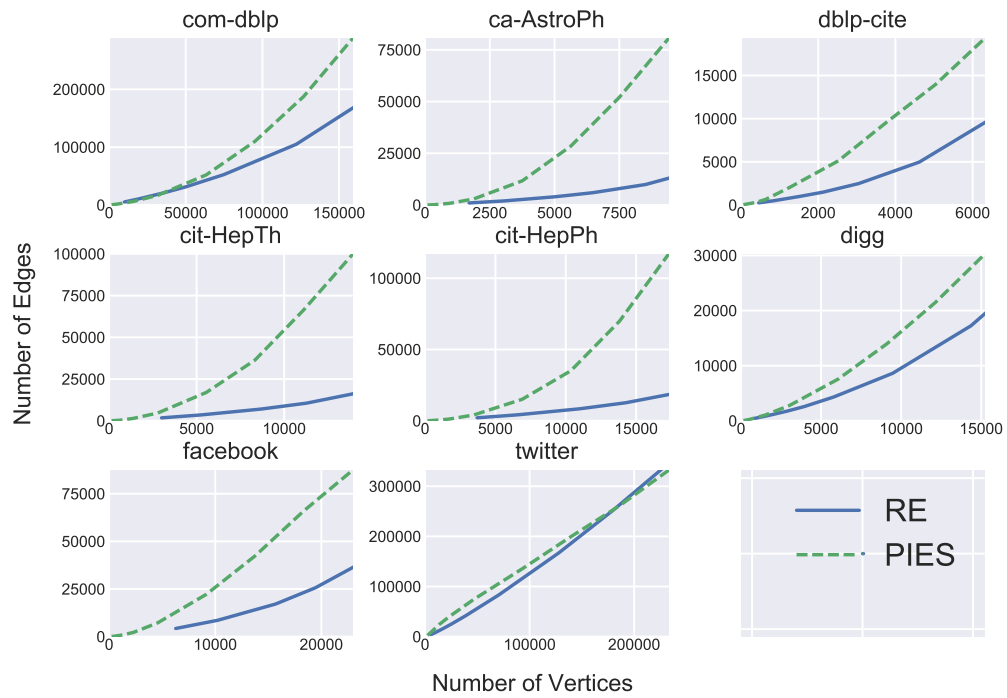 com-dblp ca-AstroPh dblp-cite
200000
100000
0
0 50000 100000 150000
75000
50000
25000
0
0 2500 5000 7500
15000
10000
5000
0
0 2000 4000 6000
cit-HepTh cit-HepPh digg
100000
75000
50000
25000
0
0 5000 10000
100000
50000
0
0 5000 10000 15000
30000
20000
10000
0
0 5000 10000 15000
facebook twitter
75000
50000
25000
0
0 10000 20000
300000
200000
100000
0
0 100000 200000
RE
PIES
Number of Edges
Number of Vertices